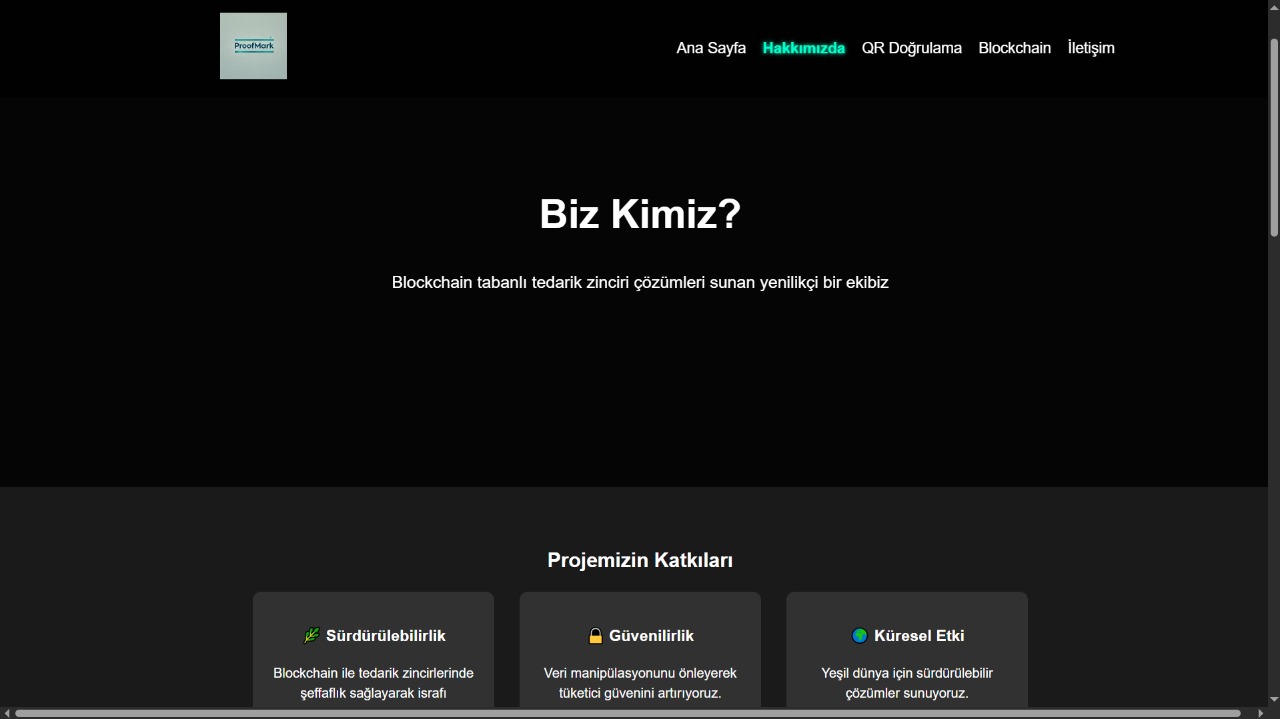 ProofMark
Ana Sayfa Hakkımızda QR Doğrulama Blockchain İletişim
Biz Kimiz?
Blockchain tabanlı tedarik zinciri çözümleri sunan yenilikçi bir ekibiz
Projemizin Katkıları
Sürdürülebilirlik
Blockchain ile tedarik zincirlerinde
şeffaflık sağlayarak israfı
Güvenilirlik
Veri manipülasyonunu önleyerek
tüketici güvenini artırıyoruz.
Küresel Etki
Yeşil dünya için sürdürülebilir
çözümler sunuyoruz.